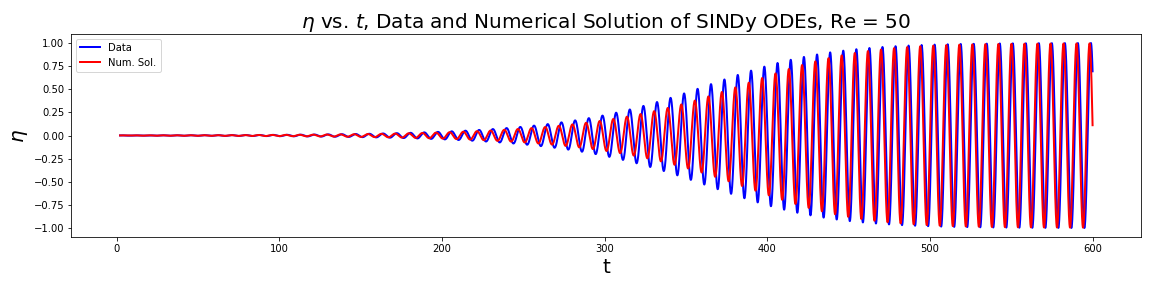 η vs. t, Data and Numerical Solution of SINDy ODEs, Re = 50
Data
Num. Sol.
1.00
0.75
0.50
0.25
0.00
−0.25
−0.50
−0.75
−1.00
η
0 100 200 300 400 500 600
t